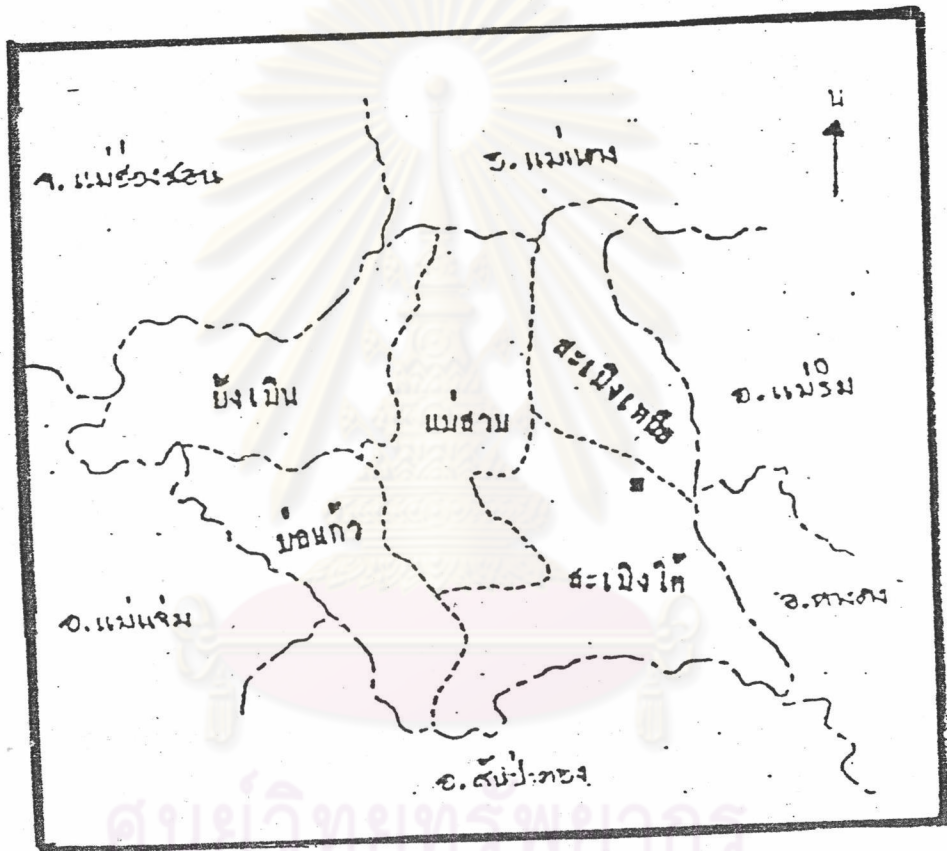 น
จ.แม่ฮ่องสอน
อ.แม่แตง
สะเมิงเหนือ
อ.แม่ริม
ยั้งเมิน
แม่สาบ
บ่อแก้ว
สะเมิงใต้
อ.หางดง
อ.แม่แจ่ม
อ.สันป่าตอง
ศูนย์วิทยทรัพยากร